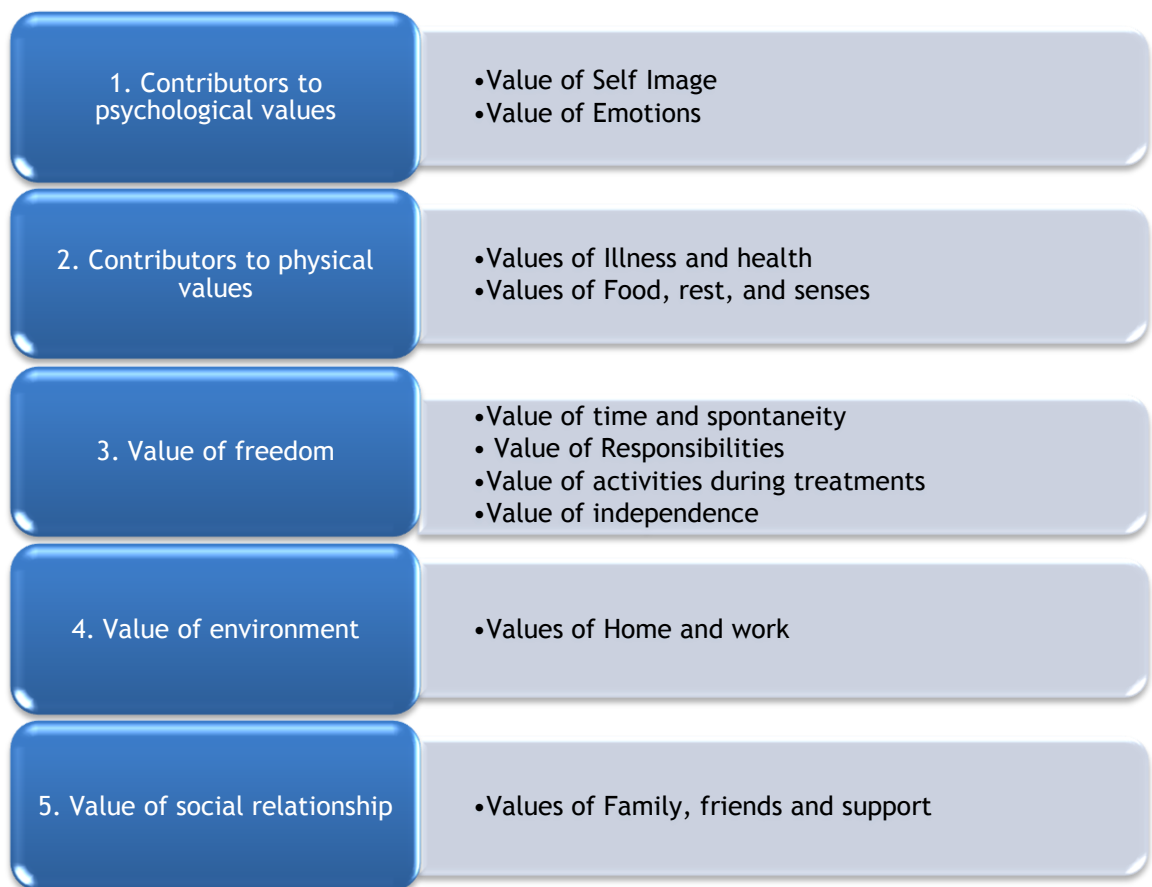 1. Contributors to
psychological values
•Value of Self Image
•Value of Emotions
2. Contributors to physical
values
•Values of Illness and health
•Values of Food, rest, and senses
3. Value of freedom
•Value of time and spontaneity
• Value of Responsibilities
•Value of activities during treatments
•Value of independence
4. Value of environment
•Values of Home and work
5. Value of social relationship
•Values of Family, friends and support